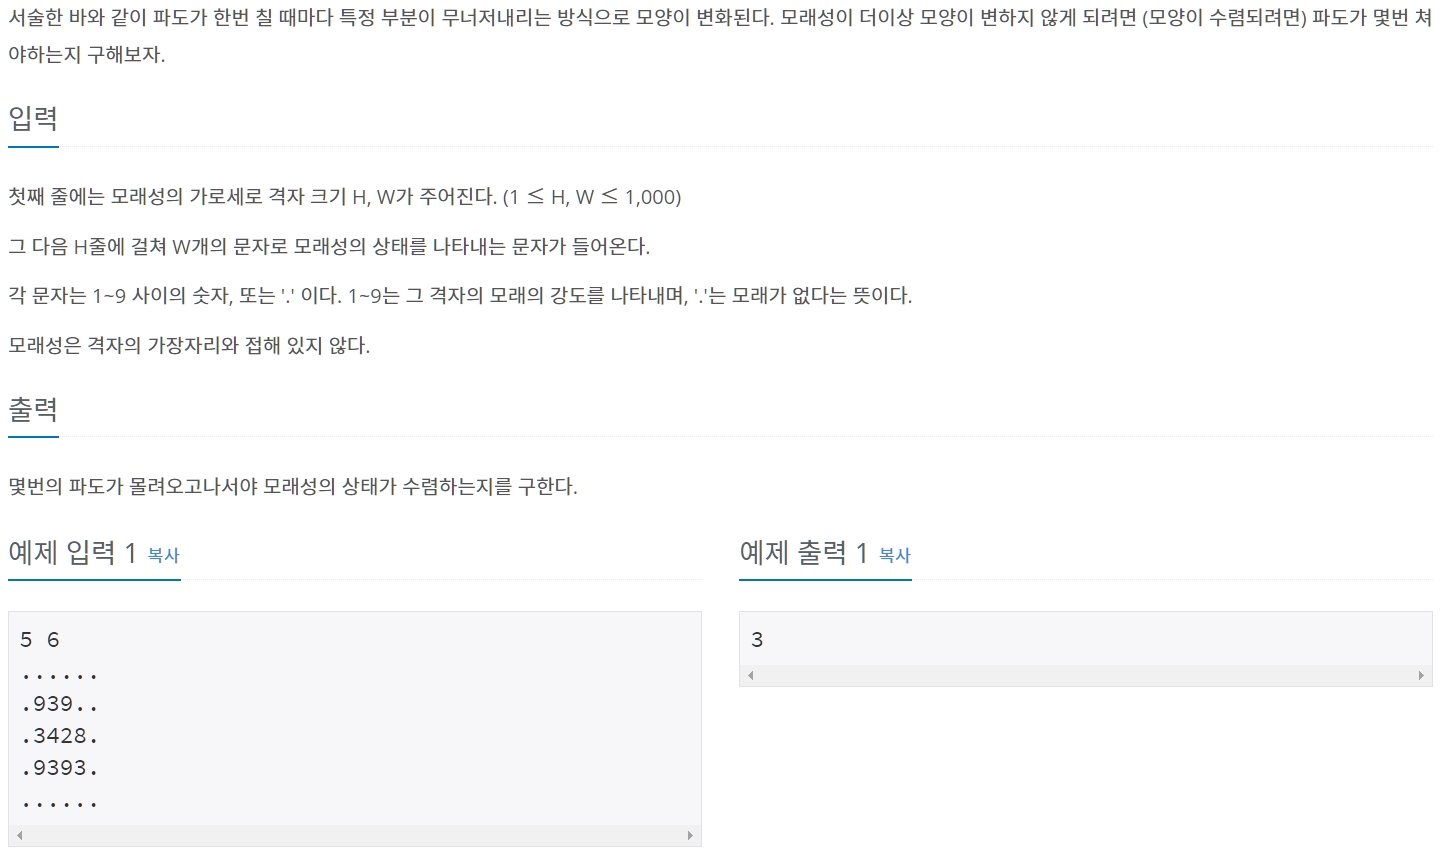 서술한 바와 같이 파도가 한번 칠 때마다 특정 부분이 무너저내리는 방식으로 모양이 변화된다. 모래성이 더이상 모양이 변하지 않게 되려면 (모양이 수렴되려면) 파도가 몇번 쳐
야하는지 구해보자.
입력
첫째 줄에는 모래성의 가로세로 격자 크기 H, W가 주어진다. (1 ≤ H, W ≤ 1,000)
그 다음 H줄에 걸쳐 W개의 문자로 모래성의 상태를 나타내는 문자가 들어온다.
각 문자는 1~9 사이의 숫자, 또는 '.' 이다. 1~9는 그 격자의 모래의 강도를 나타내며, '.'는 모래가 없다는 뜻이다.
모래성은 격자의 가장자리와 접해 있지 않다.
출력
몇번의 파도가 몰려오고나서야 모래성의 상태가 수렴하는지를 구한다.
예제 입력 1 복사
5 6
......
.939..
.3428.
.9393.
......
예제 출력 1 복사
3